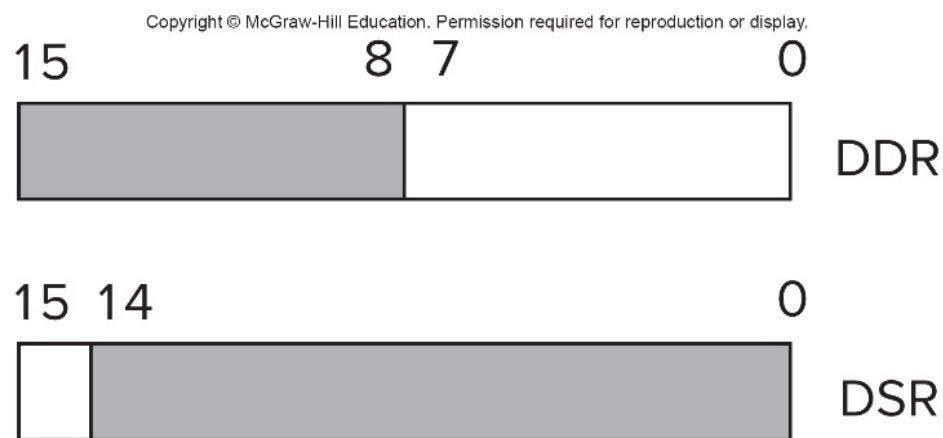 Copyright © McGraw-Hill Education. Permission required for reproduction or display.
15 8 7 0
DDR
15 14 0
DSR